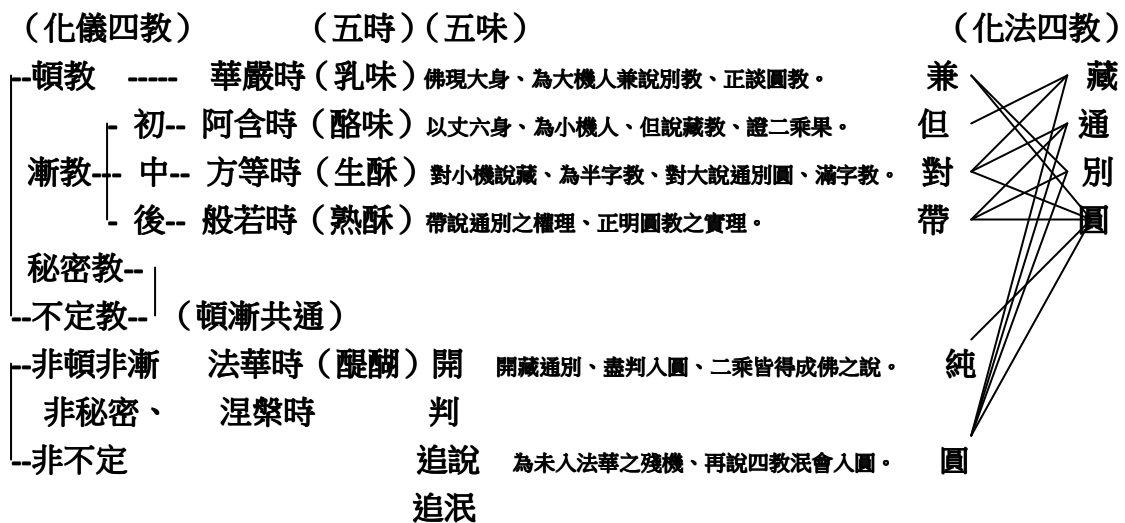 （化儀四教） （五時）（五味） （化法四教）
--頓教 ----- 華嚴時（乳味）佛現大身、為大機人兼說別教、正談圓教。 兼 藏
- 初-- 阿含時（酪味）以丈六身、為小機人、但說藏教、證二乘果。 但 通
漸教--- 中-- 方等時（生酥）對小機說藏、為半字教、對大說通別圓、滿字教。 對 別
- 後-- 般若時（熟酥）帶說通別之權理、正明圓教之實理。 帶 圓
秘密教--
--不定教-- （頓漸共通）
--非頓非漸 法華時（醍醐）開 開藏通別、盡判入圓、二乘皆得成佛之說。 純
非秘密、 涅槃時 判
--非不定 追說 為未入法華之殘機、再說四教泯會入圓。 圓
追泯